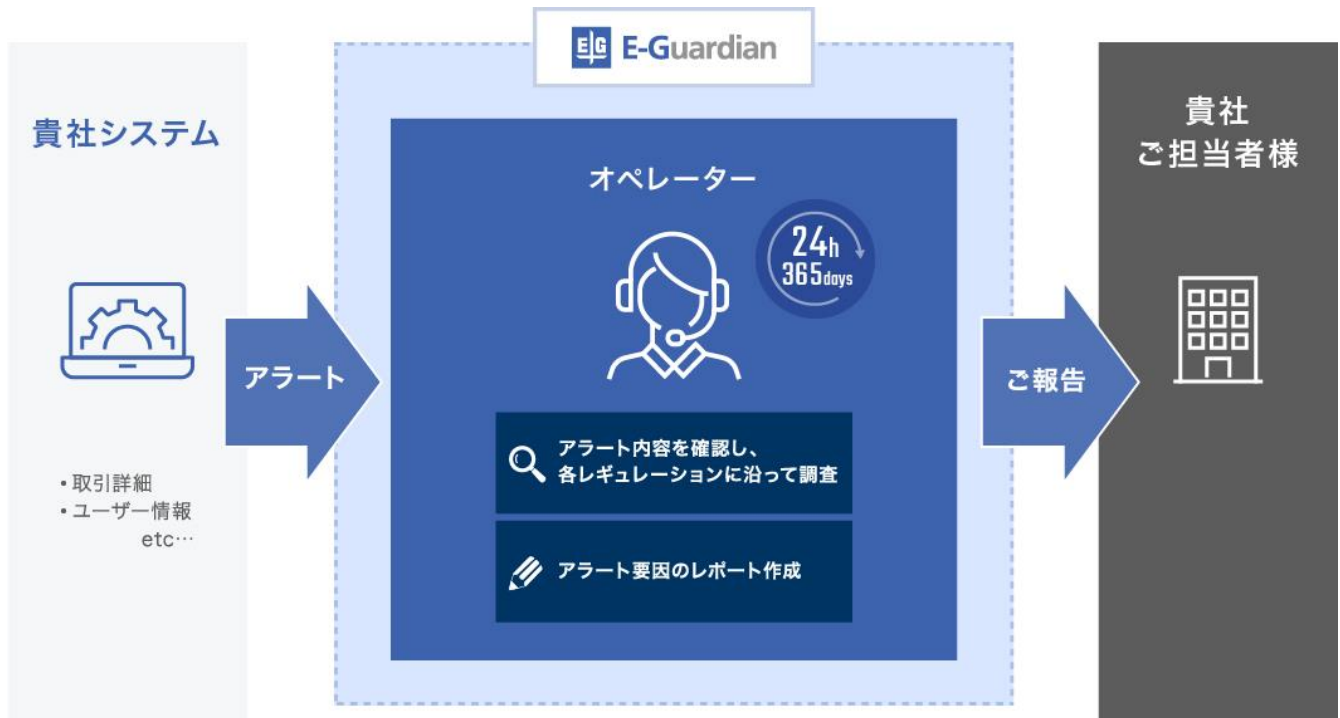 EG E-Guardian
貴社システム
アラート
・取引詳細
・ユーザー情報
etc…
オペレーター
24h
365days
アラート内容を確認し、
各レギュレーションに沿って調査
アラート要因のレポート作成
ご報告
貴社
ご担当者様